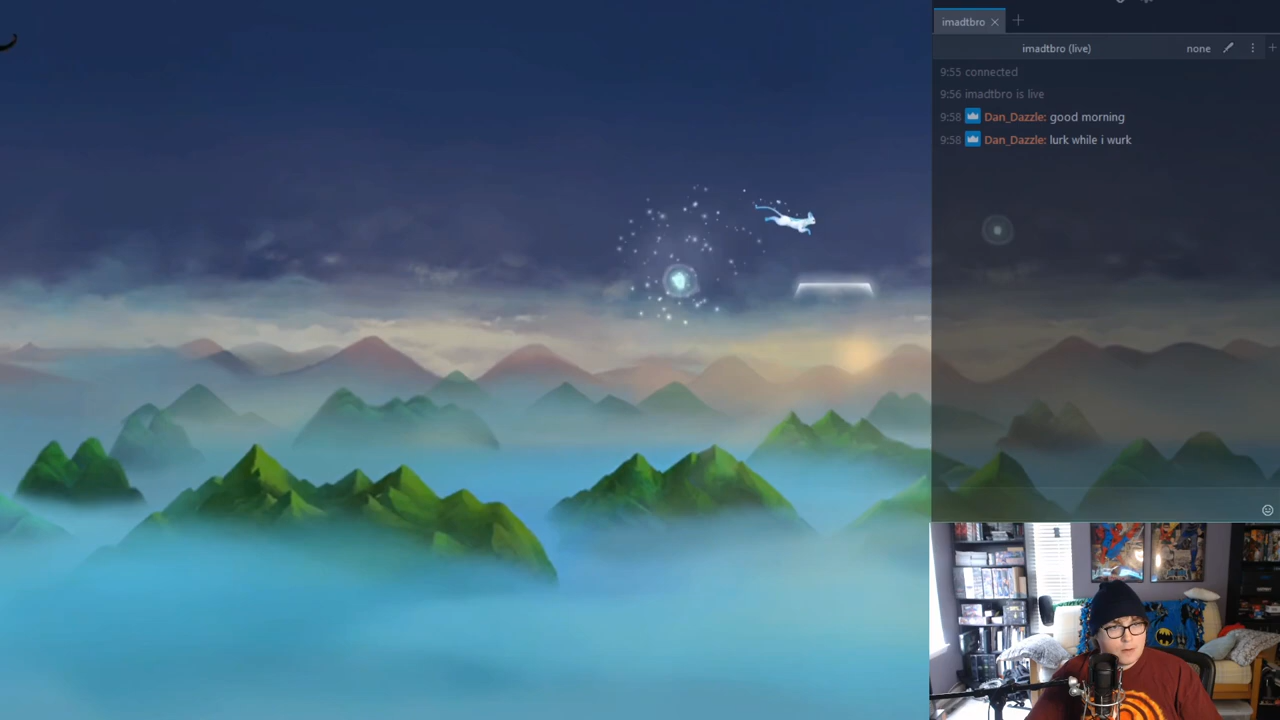 imadtbro
imadtbro (live)
none
9:55 connected
9:56 imadtbro is live
9:58 Dan_Dazzle: good morning
9:58 Dan_Dazzle: lurk while i wurk